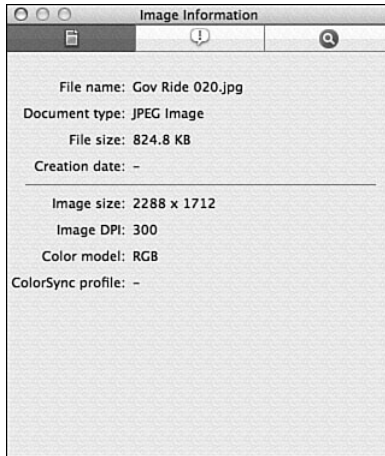 Image Information
File name: Gov Ride 020.jpg
Document type: JPEG Image
File size: 824.8 KB
Creation date: –
Image size: 2288 x 1712
Image DPI: 300
Color model: RGB
ColorSync profile: –